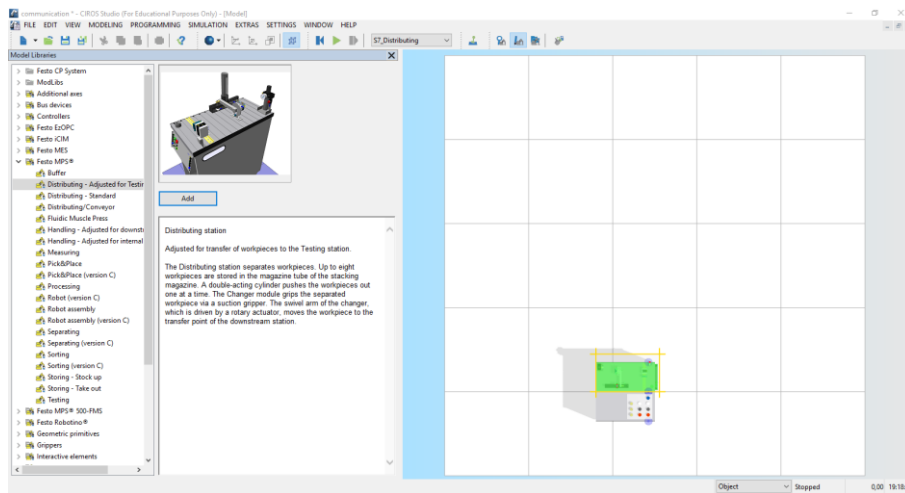 communication * - CIROS Studio (For Educational Purposes Only) - [Model]
FILE EDIT VIEW MODELING PROGRAMMING SIMULATION EXTRAS SETTINGS WINDOW HELP
S7_Distributing
Model Libraries
Festo CP System
ModLibs
Additional axes
Bus devices
Controllers
Festo EzOPC
Festo iCIM
Festo MES
Festo MPS®
Buffer
Distributing - Adjusted for Testir
Distributing - Standard
Distributing/Conveyor
Fluidic Muscle Press
Handling - Adjusted for downst
Handling - Adjusted for internal
Measuring
Pick&Place
Pick&Place (version C)
Processing
Robot (version C)
Robot assembly
Robot assembly (version C)
Separating
Separating (version C)
Sorting
Sorting (version C)
Storing - Stock up
Storing - Take out
Testing
Festo MPS® 500-FMS
Festo Robotino®
Geometric primitives
Grippers
Interactive elements
Add
Distributing station
Adjusted for transfer of workpieces to the Testing station.
The Distributing station separates workpieces. Up to eight
workpieces are stored in the magazine tube of the stacking
magazine. A double-acting cylinder pushes the workpieces out
one at a time. The Changer module grips the separated
workpiece via a suction gripper. The swivel arm of the changer,
which is driven by a rotary actuator, moves the workpiece to the
transfer point of the downstream station.
Object
Stopped
0,00 19:18